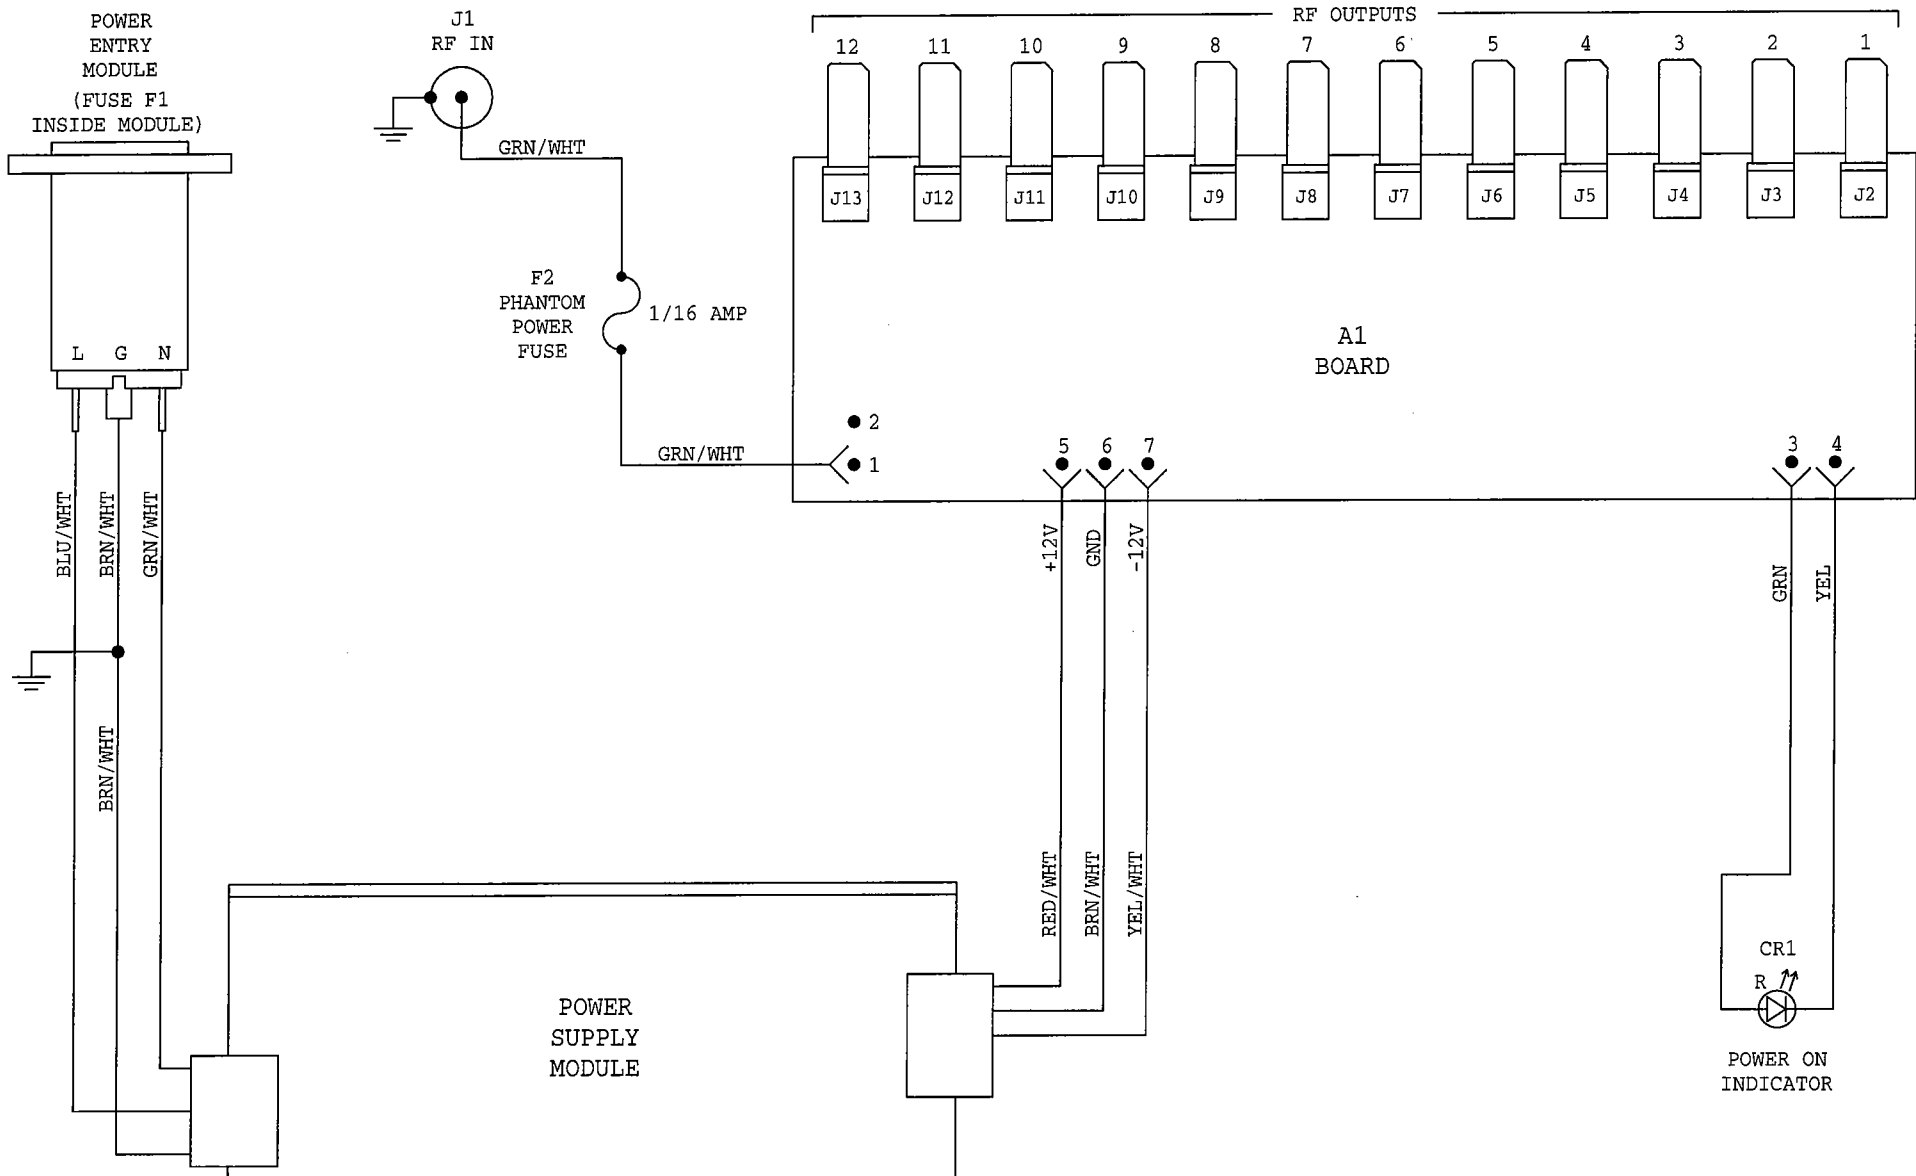 POWER
ENTRY
MODULE
(FUSE F1
INSIDE MODULE)
J1
RF IN
RF OUTPUTS
12 11 10 9 8 7 6 5 4 3 2 1
GRN/WHT
J13 J12 J11 J10 J9 J8 J7 J6 J5 J4 J3 J2
F2
PHANTOM
POWER
FUSE
1/16 AMP
A1
BOARD
L G N
2
1
GRN/WHT
5 6 7
3 4
BLU/WHT
BRN/WHT
GRN/WHT
+12V
GND
-12V
GRN
YEL
BRN/WHT
RED/WHT
BRN/WHT
YEL/WHT
POWER
SUPPLY
MODULE
CR1
R
POWER ON
INDICATOR